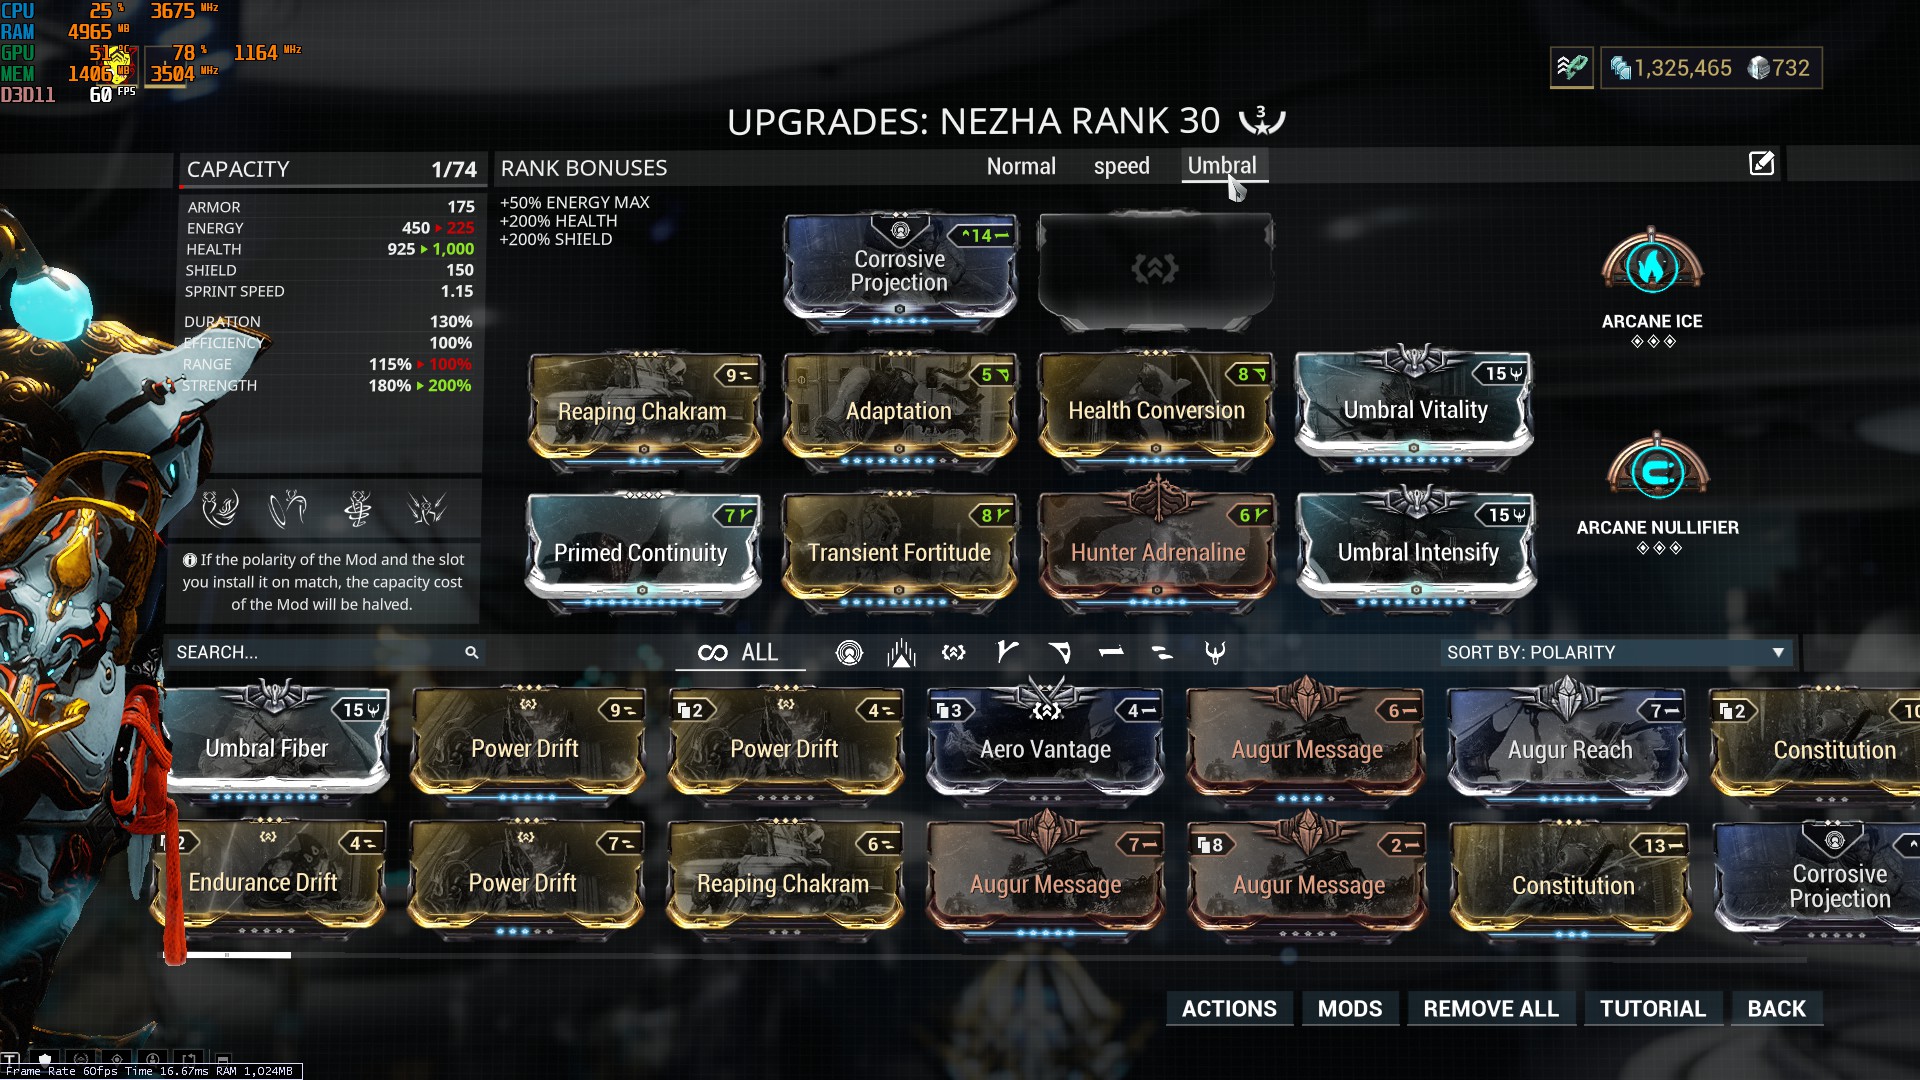 CPU 25 % 3675 MHz
RAM 4965 MB
GPU 51 °C 78 % 1164 MHz
MEM 1406 MB 3504 MHz
D3D11 60 FPS
1,325,465 732
UPGRADES: NEZHA RANK 30 3
CAPACITY 1/74
RANK BONUSES
Normal speed Umbral
ARMOR 175
ENERGY 450 225
HEALTH 925 1,000
SHIELD 150
SPRINT SPEED 1.15
DURATION 130%
EFFICIENCY 100%
RANGE 115% 100%
STRENGTH 180% 200%
+50% ENERGY MAX
+200% HEALTH
+200% SHIELD
14
Corrosive
Projection
ARCANE ICE
9
Reaping Chakram
5
Adaptation
8
Health Conversion
15
Umbral Vitality
7
Primed Continuity
8
Transient Fortitude
6
Hunter Adrenaline
15
Umbral Intensify
ARCANE NULLIFIER
If the polarity of the Mod and the slot
you install it on match, the capacity cost
of the Mod will be halved.
SEARCH...
ALL
SORT BY: POLARITY
15
Umbral Fiber
9
Power Drift
2 4
Power Drift
3 4
Aero Vantage
6
Augur Message
7
Augur Reach
2 10
Constitution
2 4
Endurance Drift
7
Power Drift
6
Reaping Chakram
7
Augur Message
8 2
Augur Message
13
Constitution
Corrosive
Projection
ACTIONS MODS REMOVE ALL TUTORIAL BACK
T
Frame Rate 60fps Time 16.67ms RAM 1,024MB